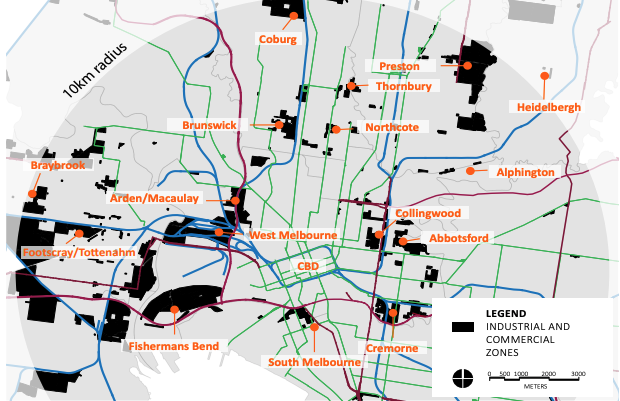 Coburg
10km radius
Preston
Thornbury
Heidelbergh
Brunswick
Northcote
Braybrook
Alphington
Arden/Macaulay
Collingwood
West Melbourne
Abbotsford
Footscray/Tottenahm
CBD
LEGEND
INDUSTRIAL AND
COMMERCIAL
ZONES
Fishermans Bend
Cremorne
South Melbourne
0 500 1000 2000 3000
METERS